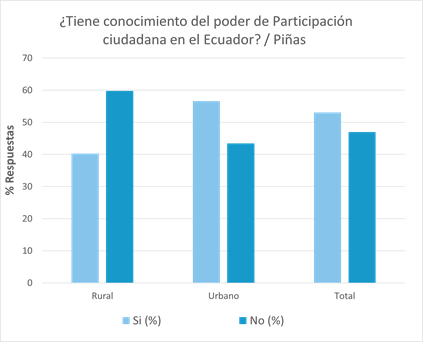 ¿Tiene conocimiento del poder de Participación
ciudadana en el Ecuador? / Piñas
70
60
50
40
30
20
10
0
% Respuestas
Rural Urbano Total
Si (%) No (%)